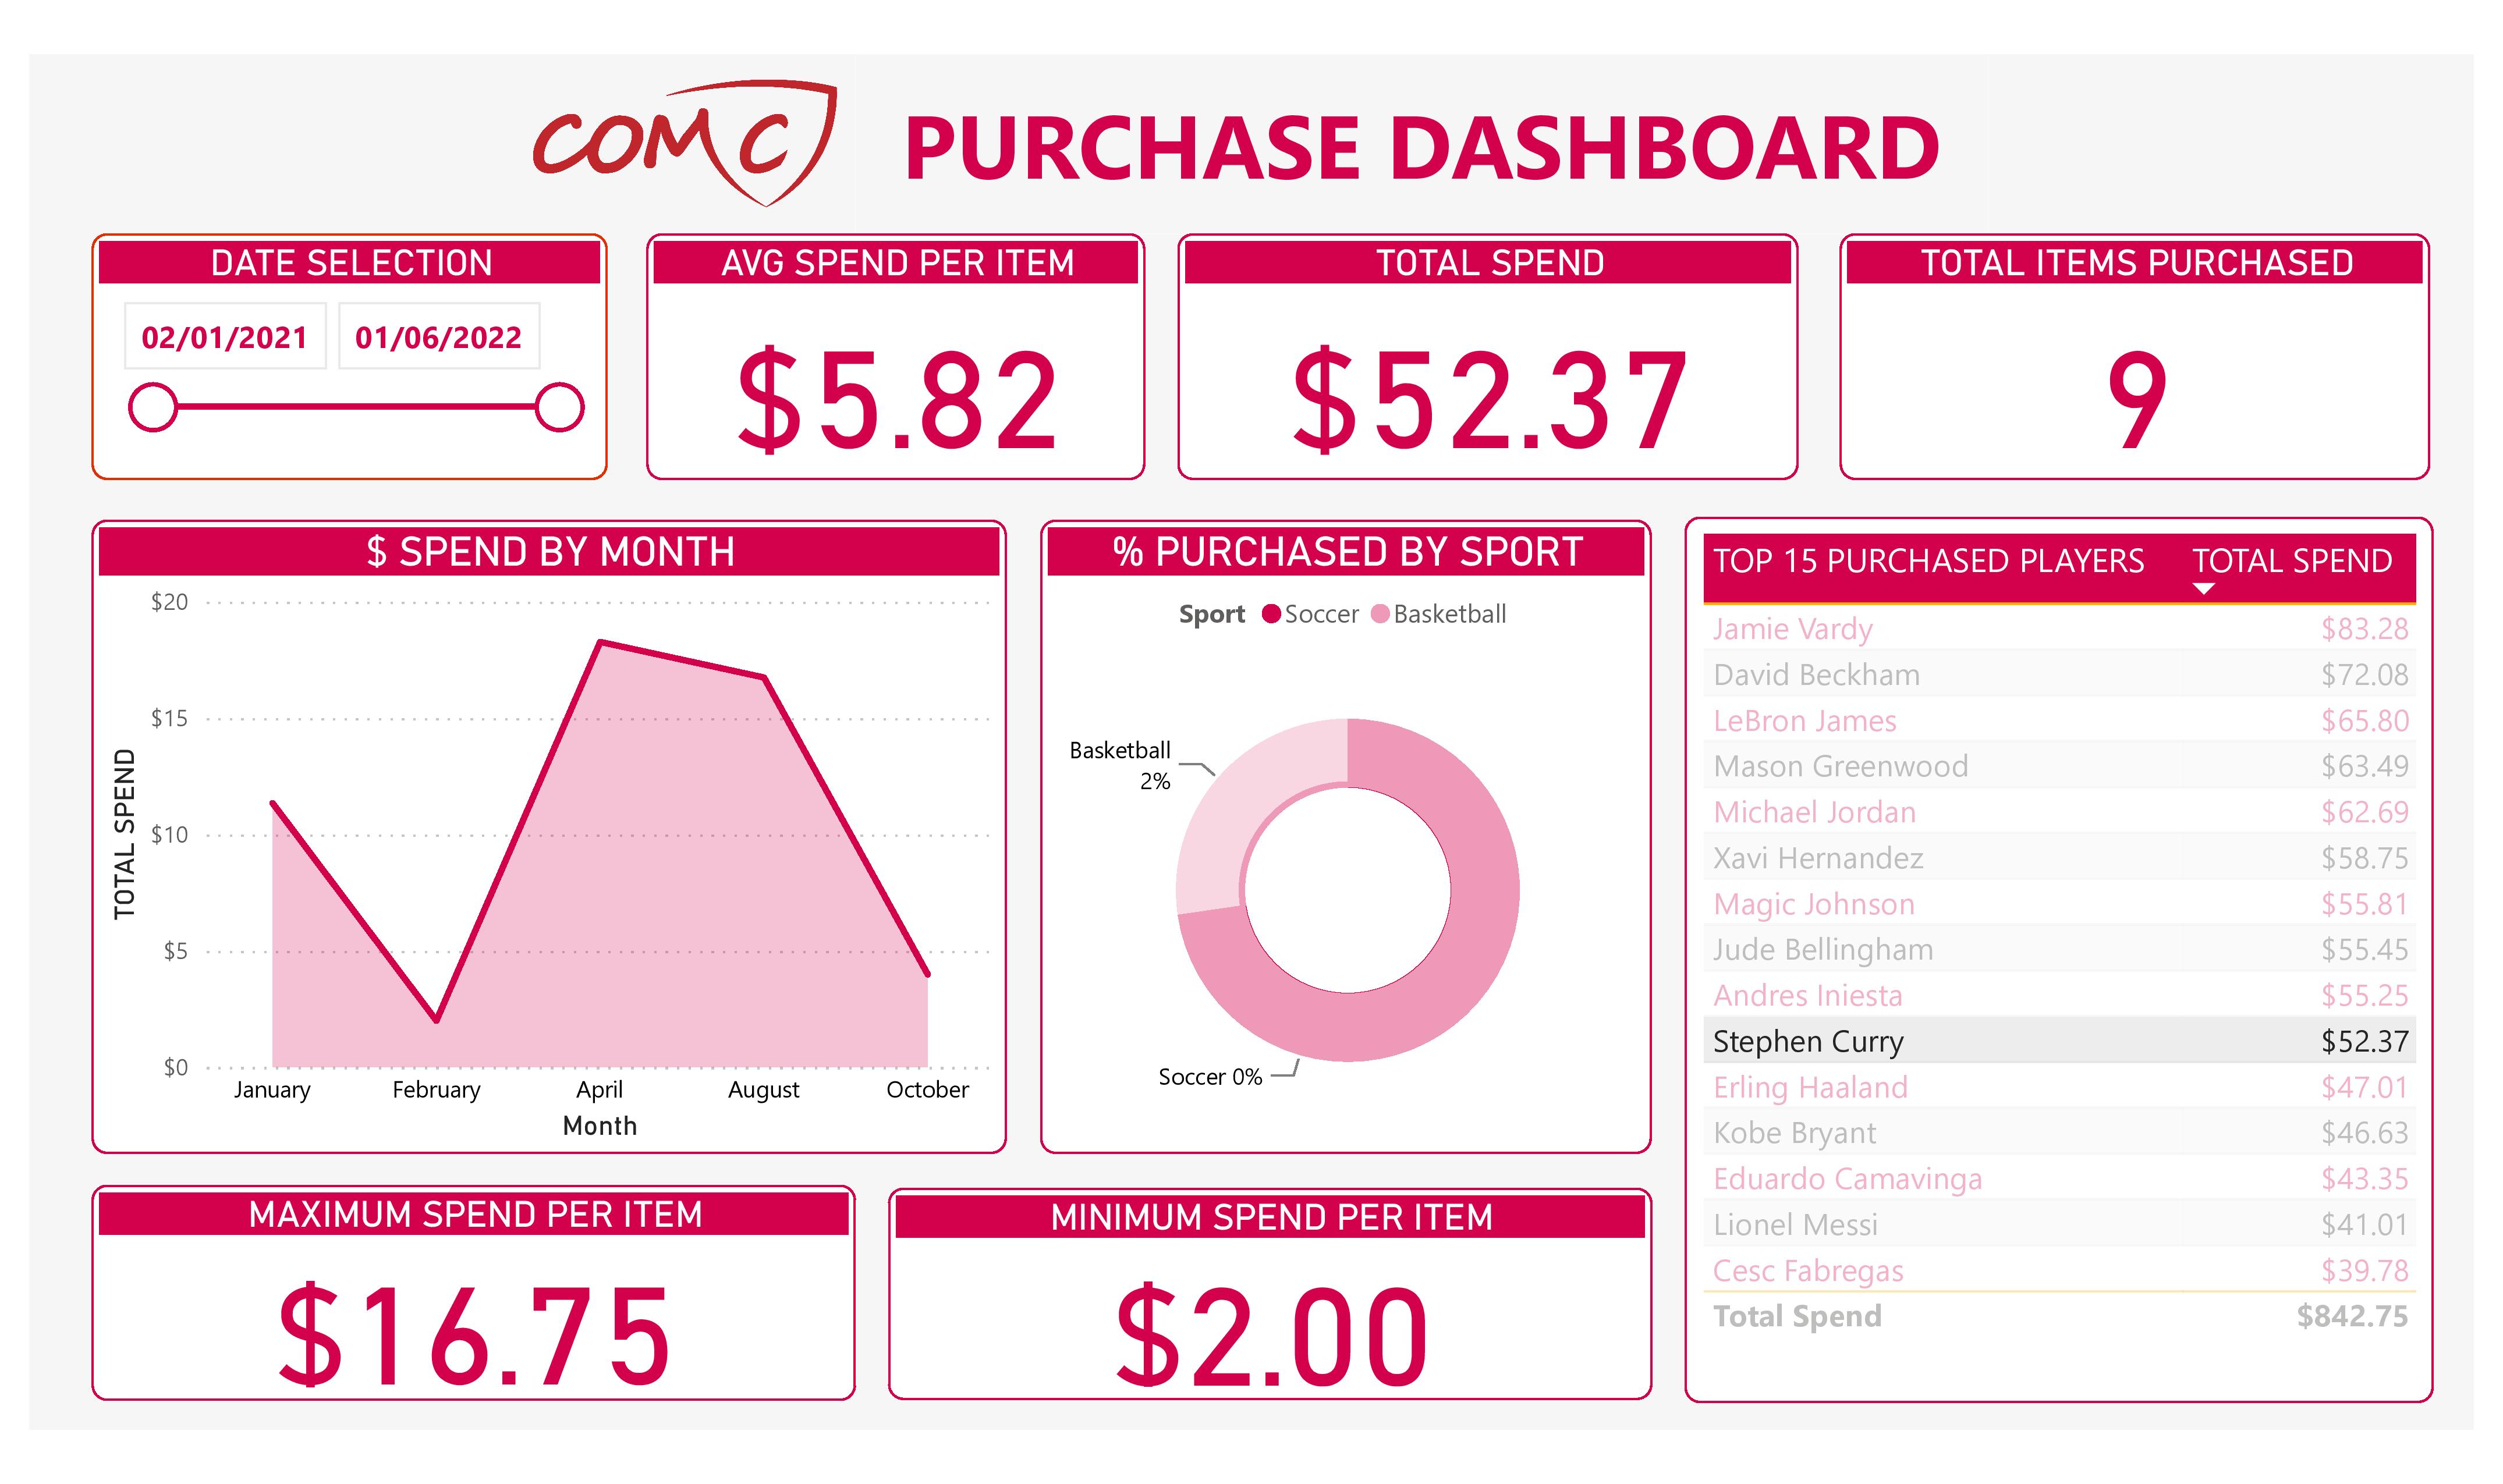 COMC PURCHASE DASHBOARD
DATE SELECTION
02/01/2021 01/06/2022
AVG SPEND PER ITEM
$5.82
TOTAL SPEND
$52.37
TOTAL ITEMS PURCHASED
9
$ SPEND BY MONTH
$20
$15
$10
$5
$0
TOTAL SPEND
January February April August October
Month
% PURCHASED BY SPORT
Sport Soccer Basketball
Basketball
2%
Soccer 0%
TOP 15 PURCHASED PLAYERS TOTAL SPEND
Jamie Vardy $83.28
David Beckham $72.08
LeBron James $65.80
Mason Greenwood $63.49
Michael Jordan $62.69
Xavi Hernandez $58.75
Magic Johnson $55.81
Jude Bellingham $55.45
Andres Iniesta $55.25
Stephen Curry $52.37
Erling Haaland $47.01
Kobe Bryant $46.63
Eduardo Camavinga $43.35
Lionel Messi $41.01
Cesc Fabregas $39.78
Total Spend $842.75
MAXIMUM SPEND PER ITEM
$16.75
MINIMUM SPEND PER ITEM
$2.00